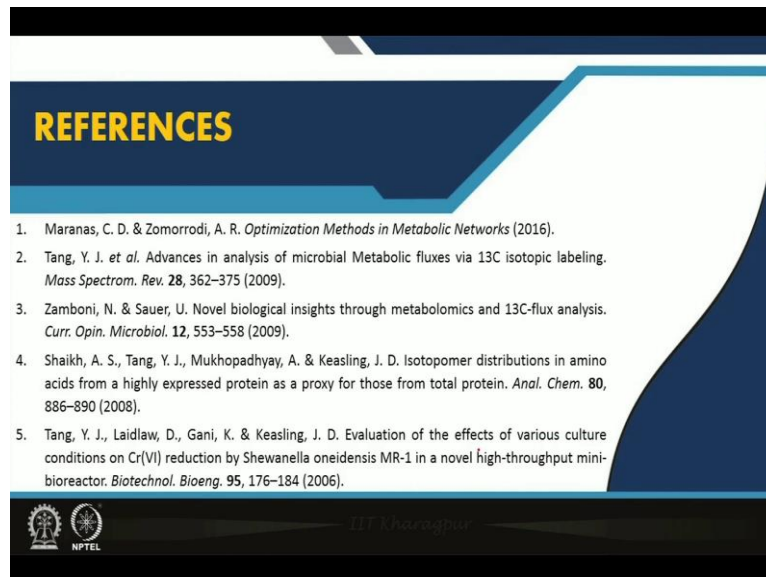 REFERENCES
1. Maranas, C. D. & Zomorrodi, A. R. Optimization Methods in Metabolic Networks (2016).
2. Tang, Y. J. et al. Advances in analysis of microbial Metabolic fluxes via 13C isotopic labeling.
Mass Spectrom. Rev. 28, 362–375 (2009).
3. Zamboni, N. & Sauer, U. Novel biological insights through metabolomics and 13C-flux analysis.
Curr. Opin. Microbiol. 12, 553–558 (2009).
4. Shaikh, A. S., Tang, Y. J., Mukhopadhyay, A. & Keasling, J. D. Isotopomer distributions in amino
acids from a highly expressed protein as a proxy for those from total protein. Anal. Chem. 80,
886–890 (2008).
5. Tang, Y. J., Laidlaw, D., Gani, K. & Keasling, J. D. Evaluation of the effects of various culture
conditions on Cr(VI) reduction by Shewanella oneidensis MR-1 in a novel high-throughput mini-
bioreactor. Biotechnol. Bioeng. 95, 176–184 (2006).
IIT Kharagpur
NPTEL